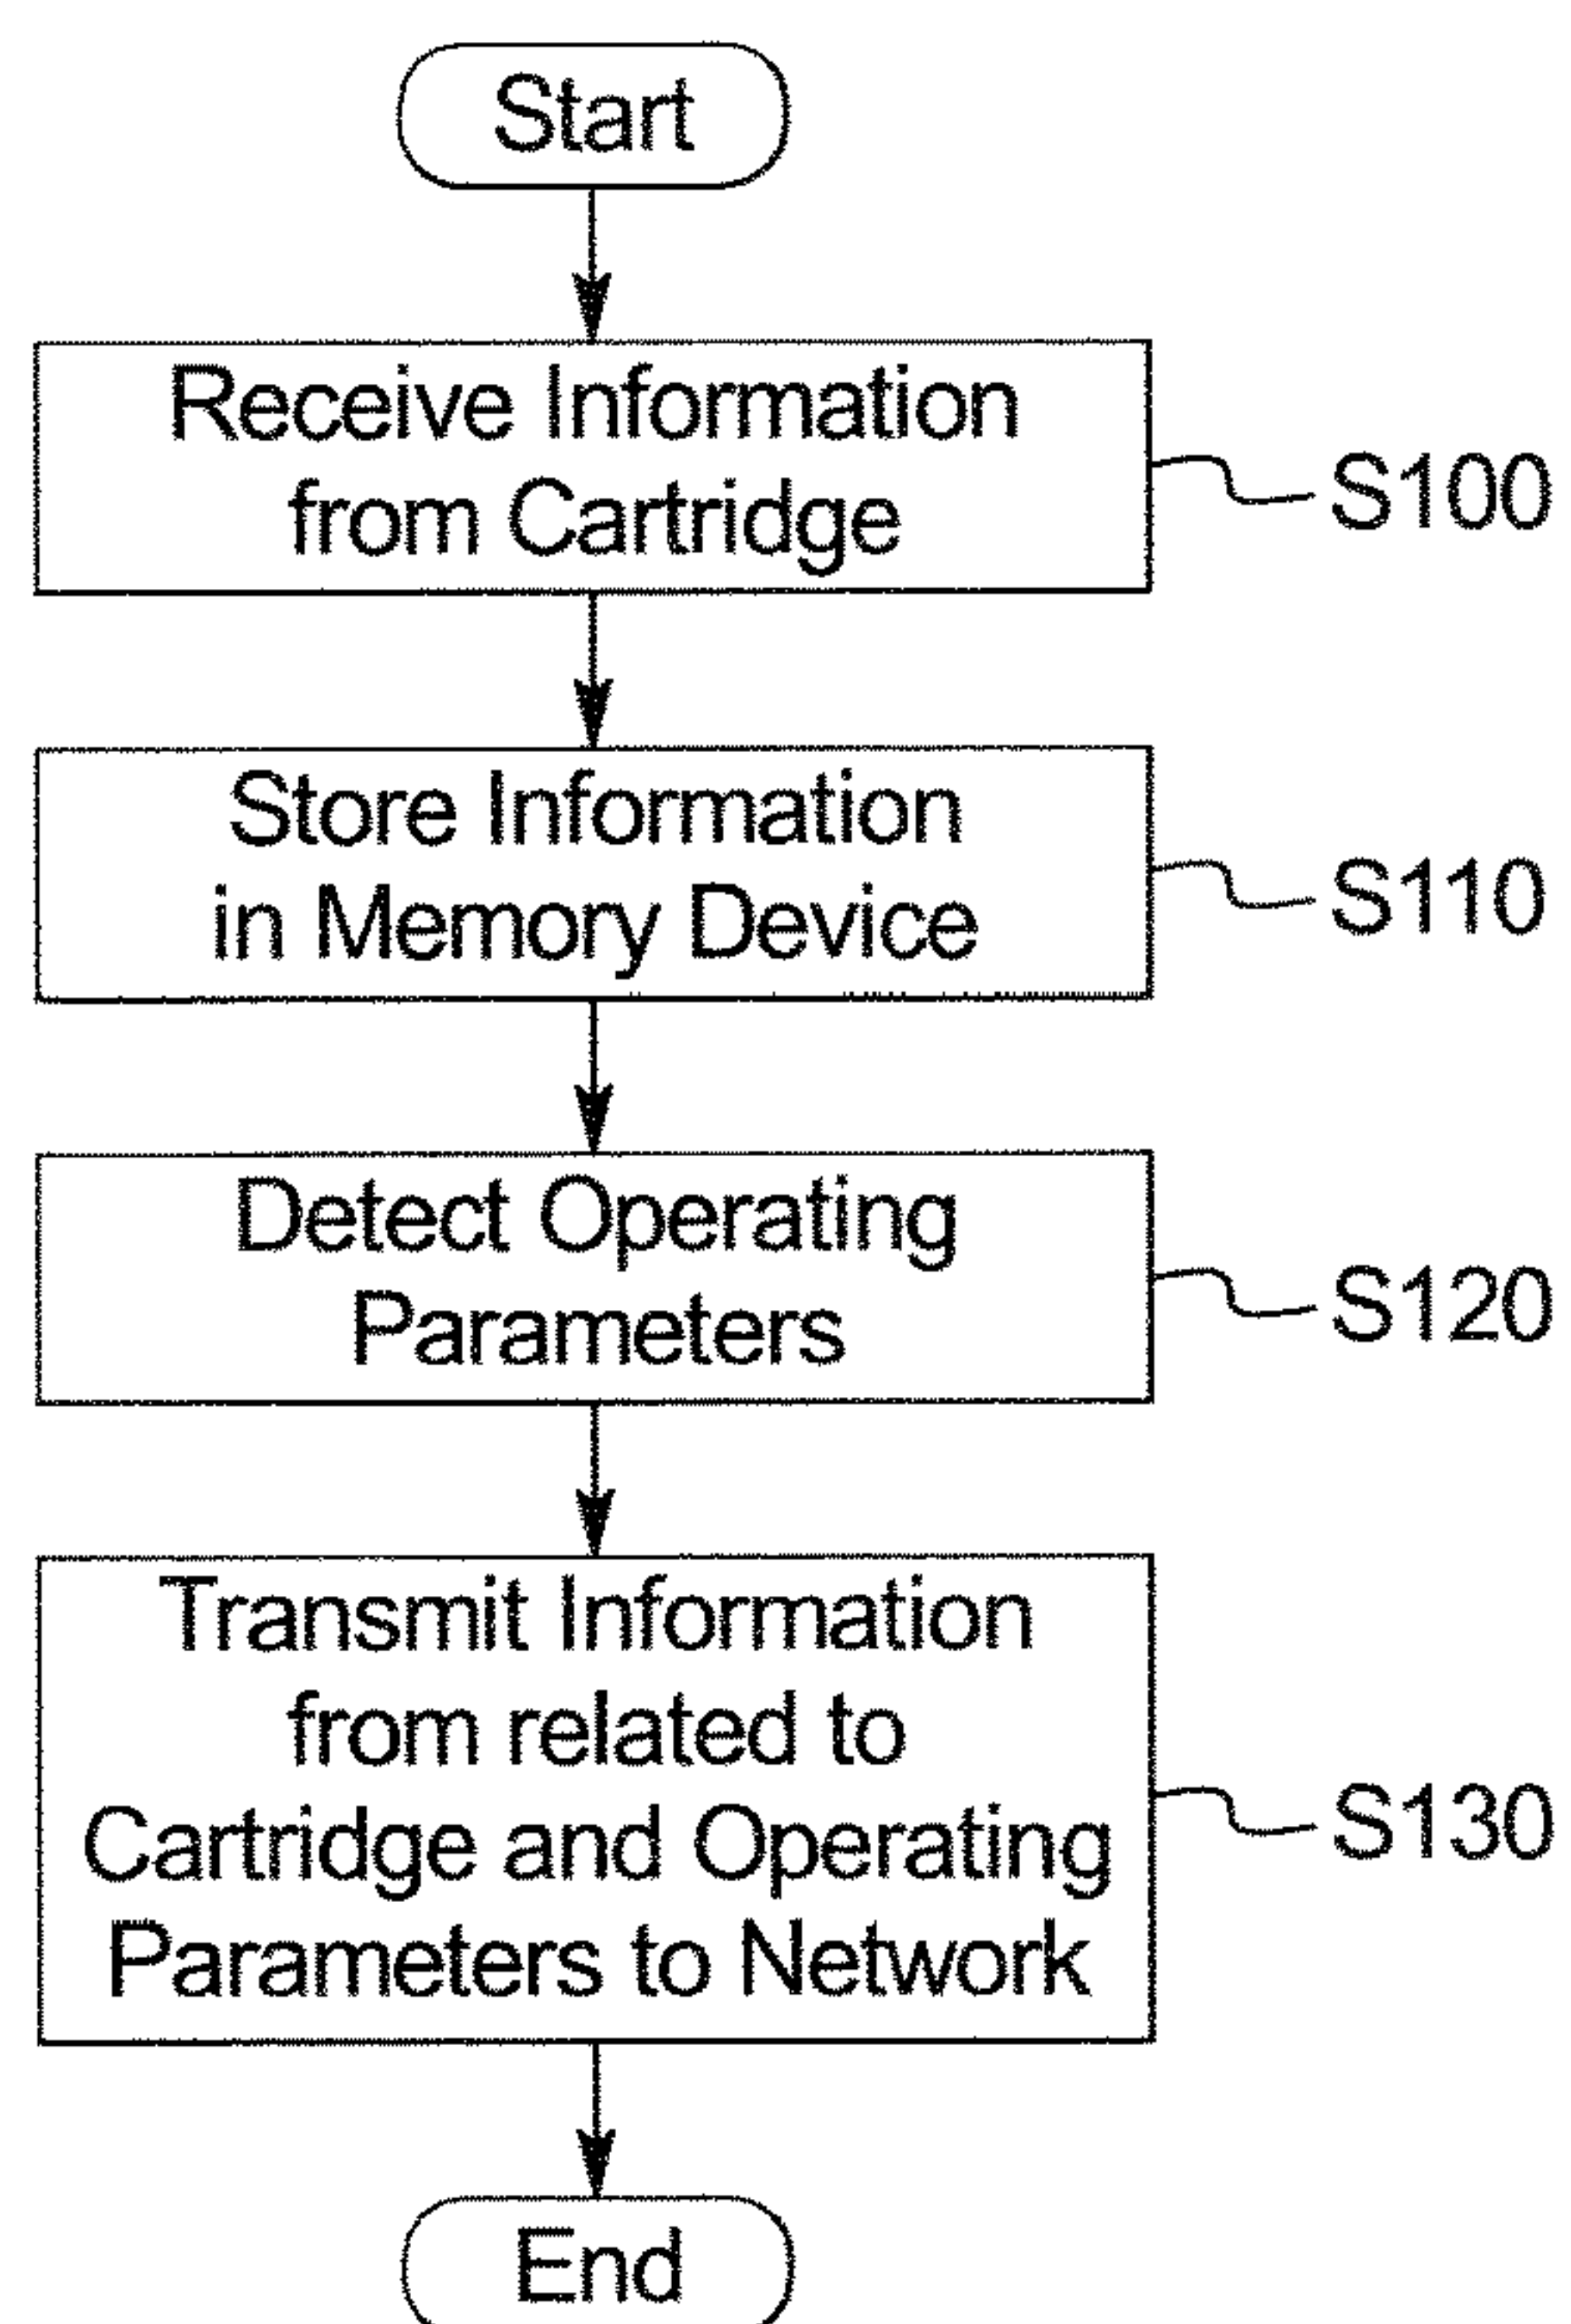 Start
Receive Information
from Cartridge
S100
Store Information
in Memory Device
S110
Detect Operating
Parameters
S120
Transmit Information
from related to
Cartridge and Operating
Parameters to Network
S130
End